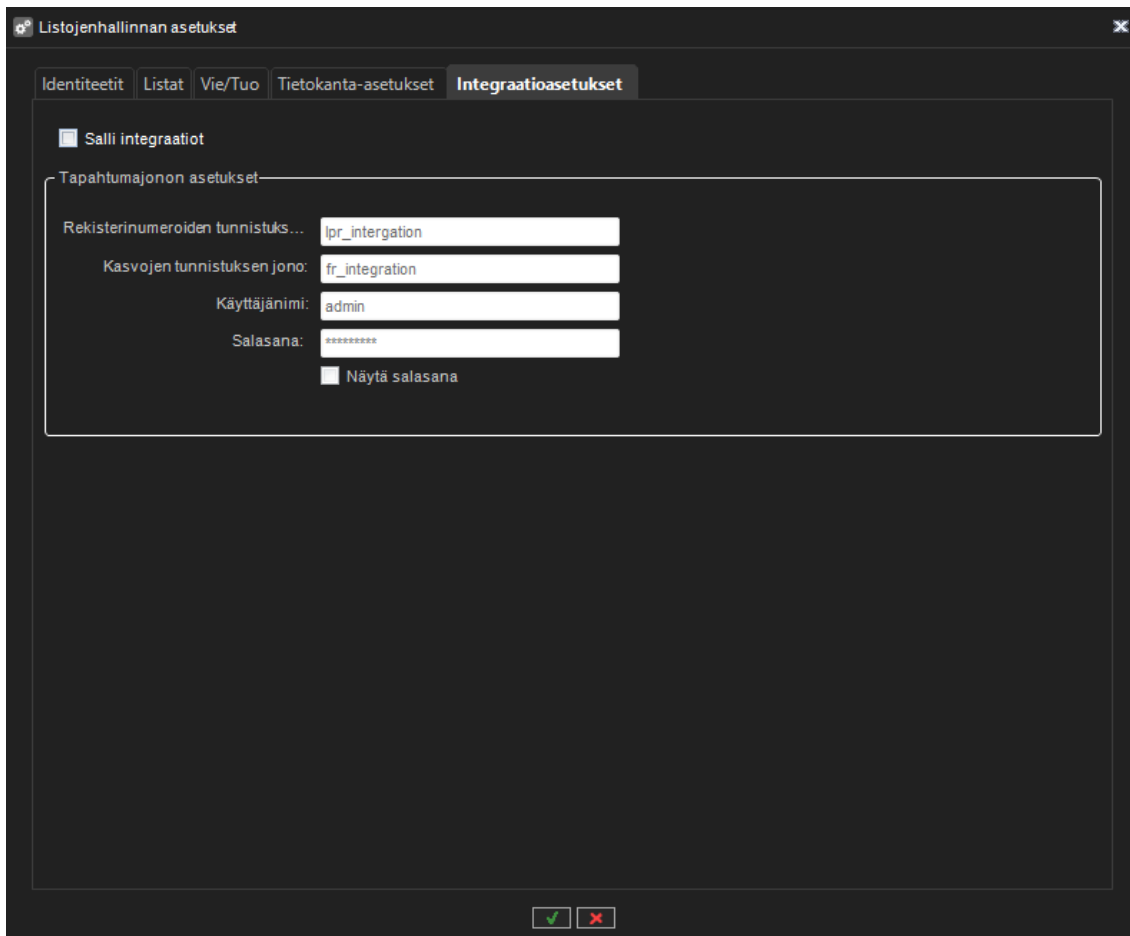 Listojenhallinnan asetukset
Identiteetit Listat Vie/Tuo Tietokanta-asetukset Integraatioasetukset
Salli integraatiot
Tapahtumajonon asetukset
Rekisterinumeroiden tunnistuks... lpr_intergation
Kasvojen tunnistuksen jono: fr_integration
Käyttäjänimi: admin
Salasana: *********
Näytä salasana